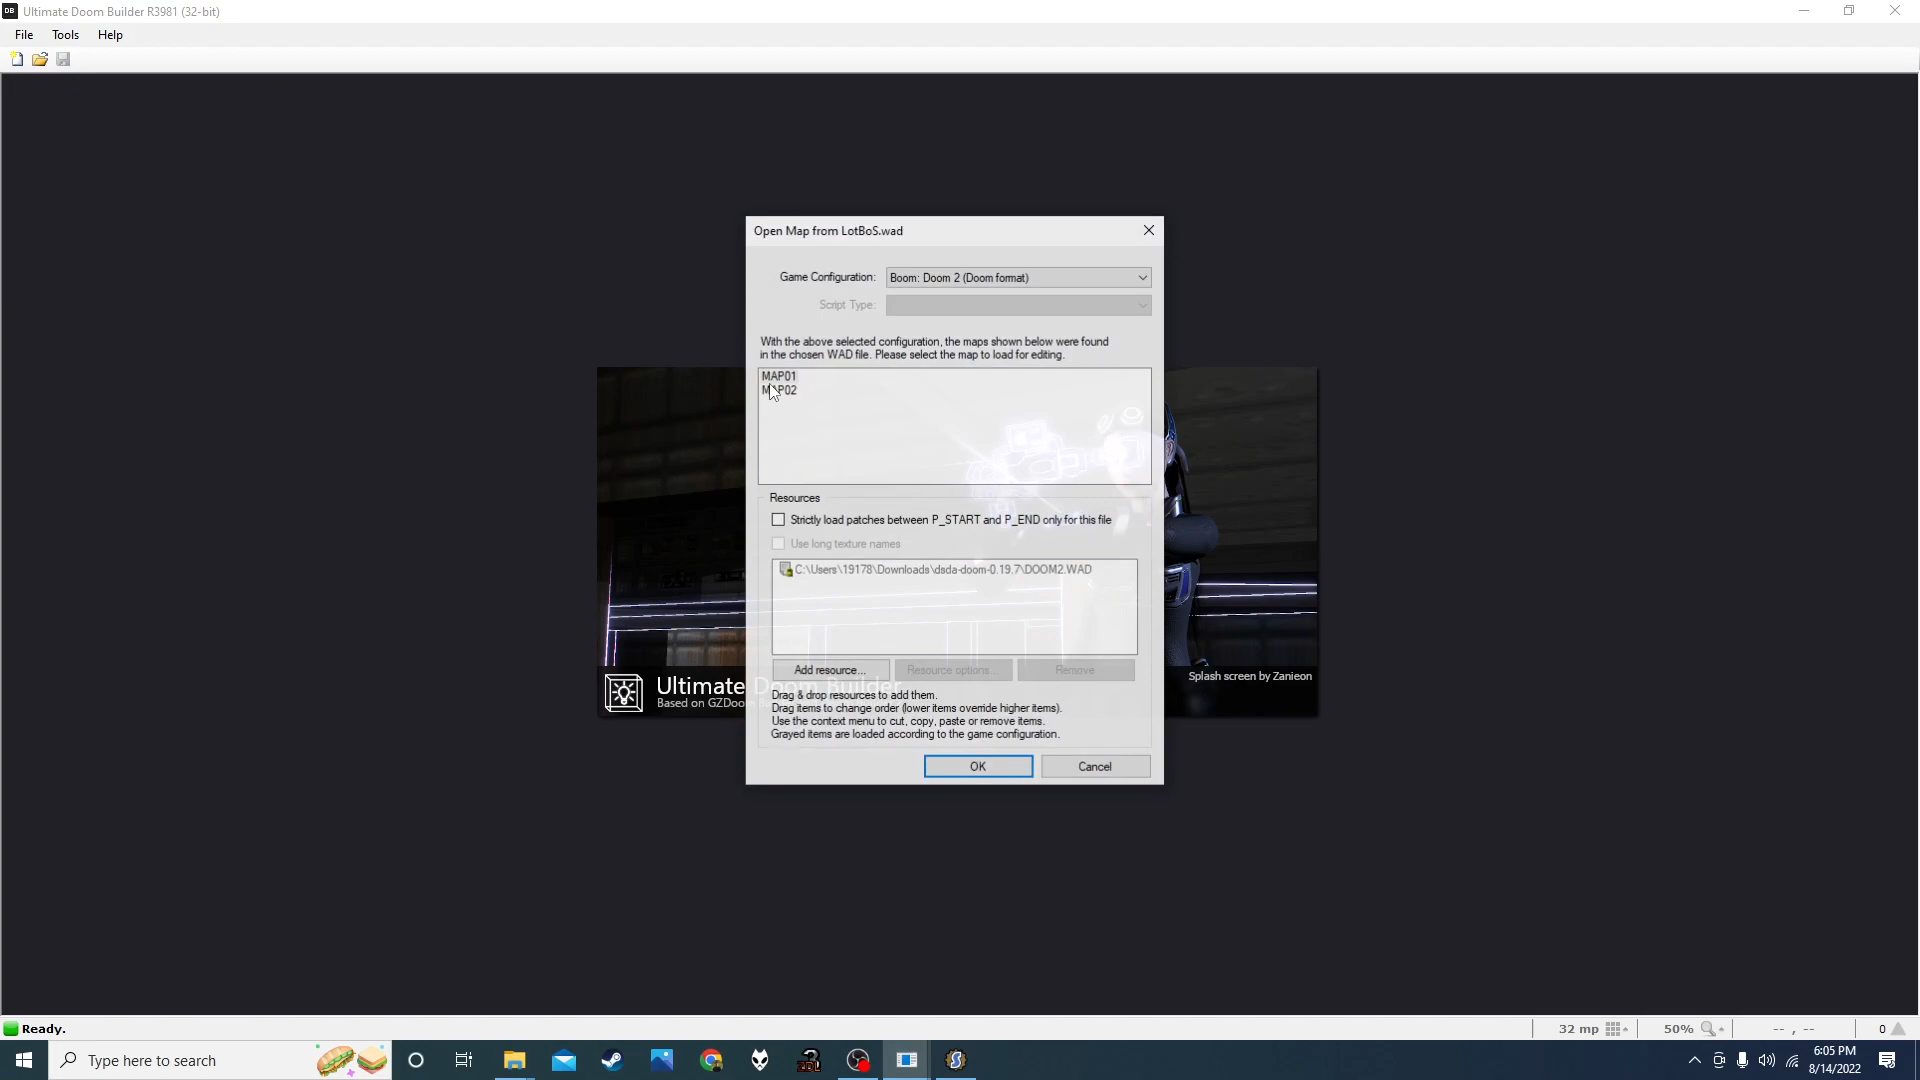 Ultimate Doom Builder R3981 (32-bit)
File Tools Help
Open Map from LotBoS.wad
Game Configuration: Boom: Doom 2 (Doom format)
Script Type:
With the above selected configuration, the maps shown below were found
in the chosen WAD file. Please select the map to load for editing.
MAP01
MAP02
Resources
Strictly load patches between P_START and P_END only for this file
Use long texture names
C:\Users\19178\Downloads\dsda-doom-0.19.7\DOOM2.WAD
Add resource... Resource options... Remove
Splash screen by Zanieon
Ultimate Doom Builder
Based on GZDoom
Drag & drop resources to add them.
Drag items to change order (lower items override higher items).
Use the context menu to cut, copy, paste or remove items.
Grayed items are loaded according to the game configuration.
OK Cancel
Ready.
32 mp 50% -- , -- 0
Type here to search
6:05 PM
8/14/2022